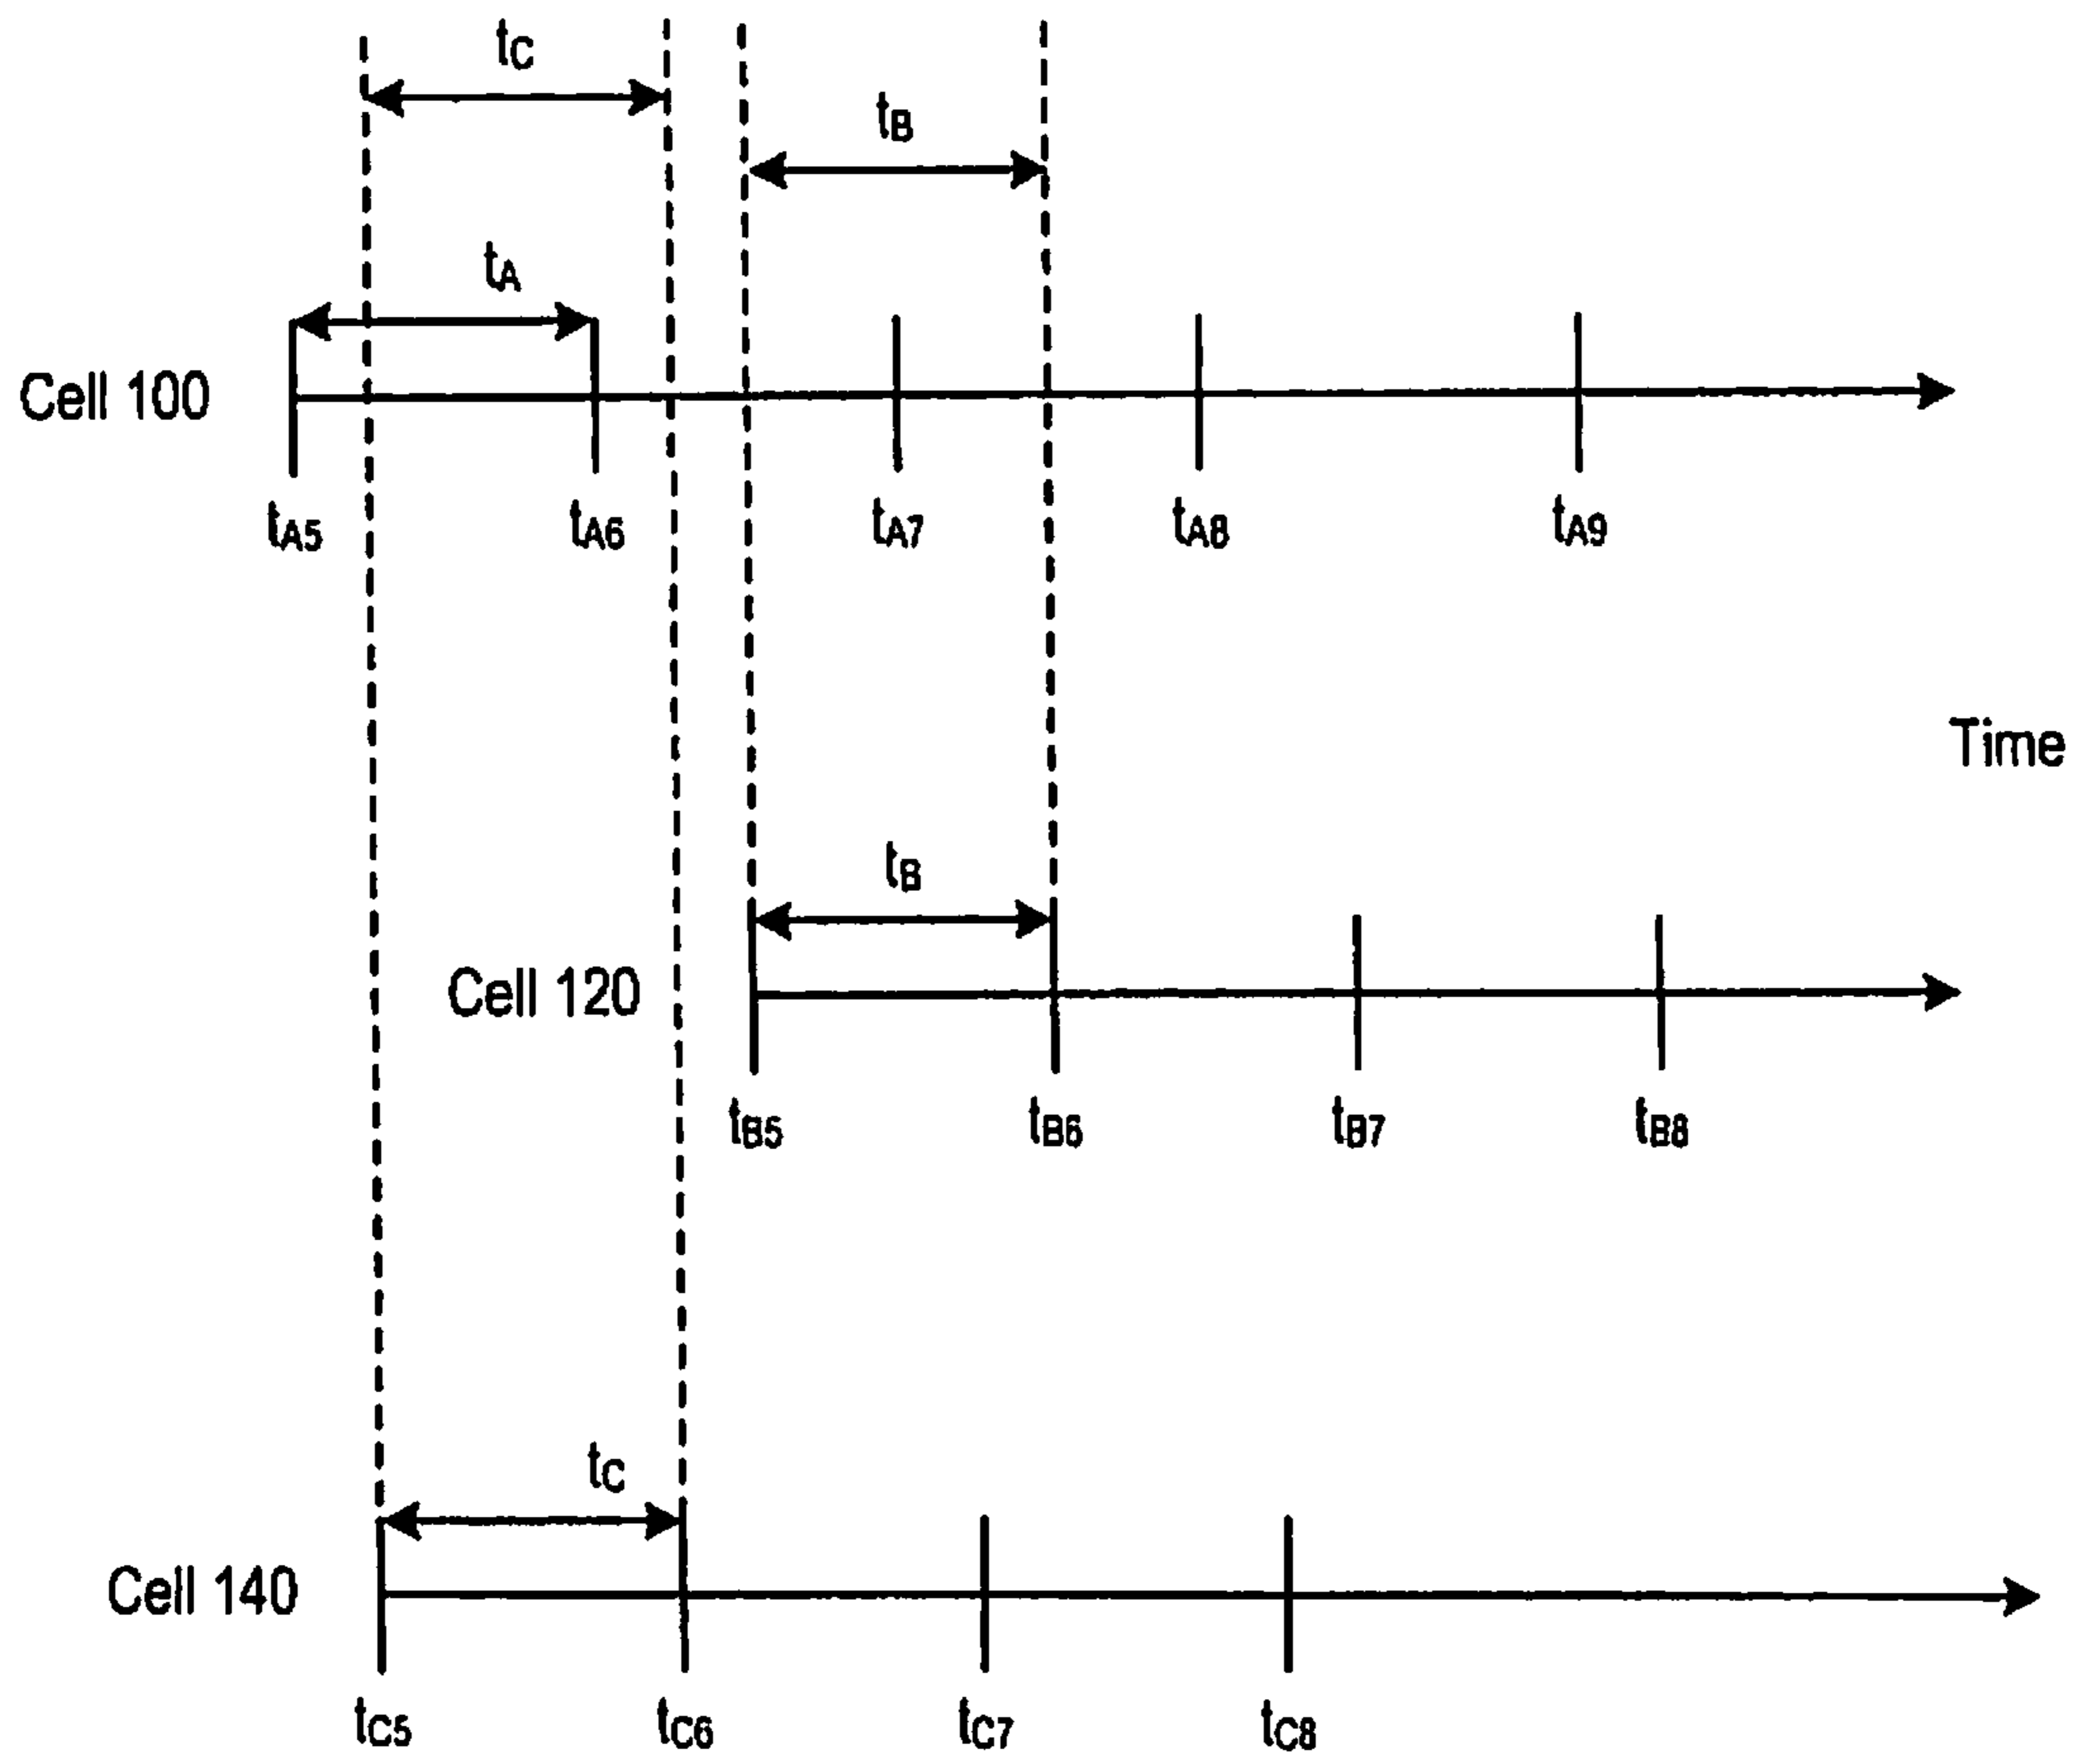 tC
tB
tA
Cell 100
tA5 tA6 tA7 tA8 tA9
Time
tB
Cell 120
tB5 tB6 tB7 tB8
tC
Cell 140
tC5 tC6 tC7 tC8